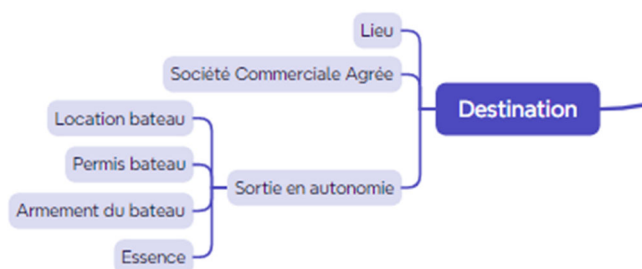 Lieu
Société Commerciale Agrée
Destination
Location bateau
Permis bateau
Sortie en autonomie
Armement du bateau
Essence